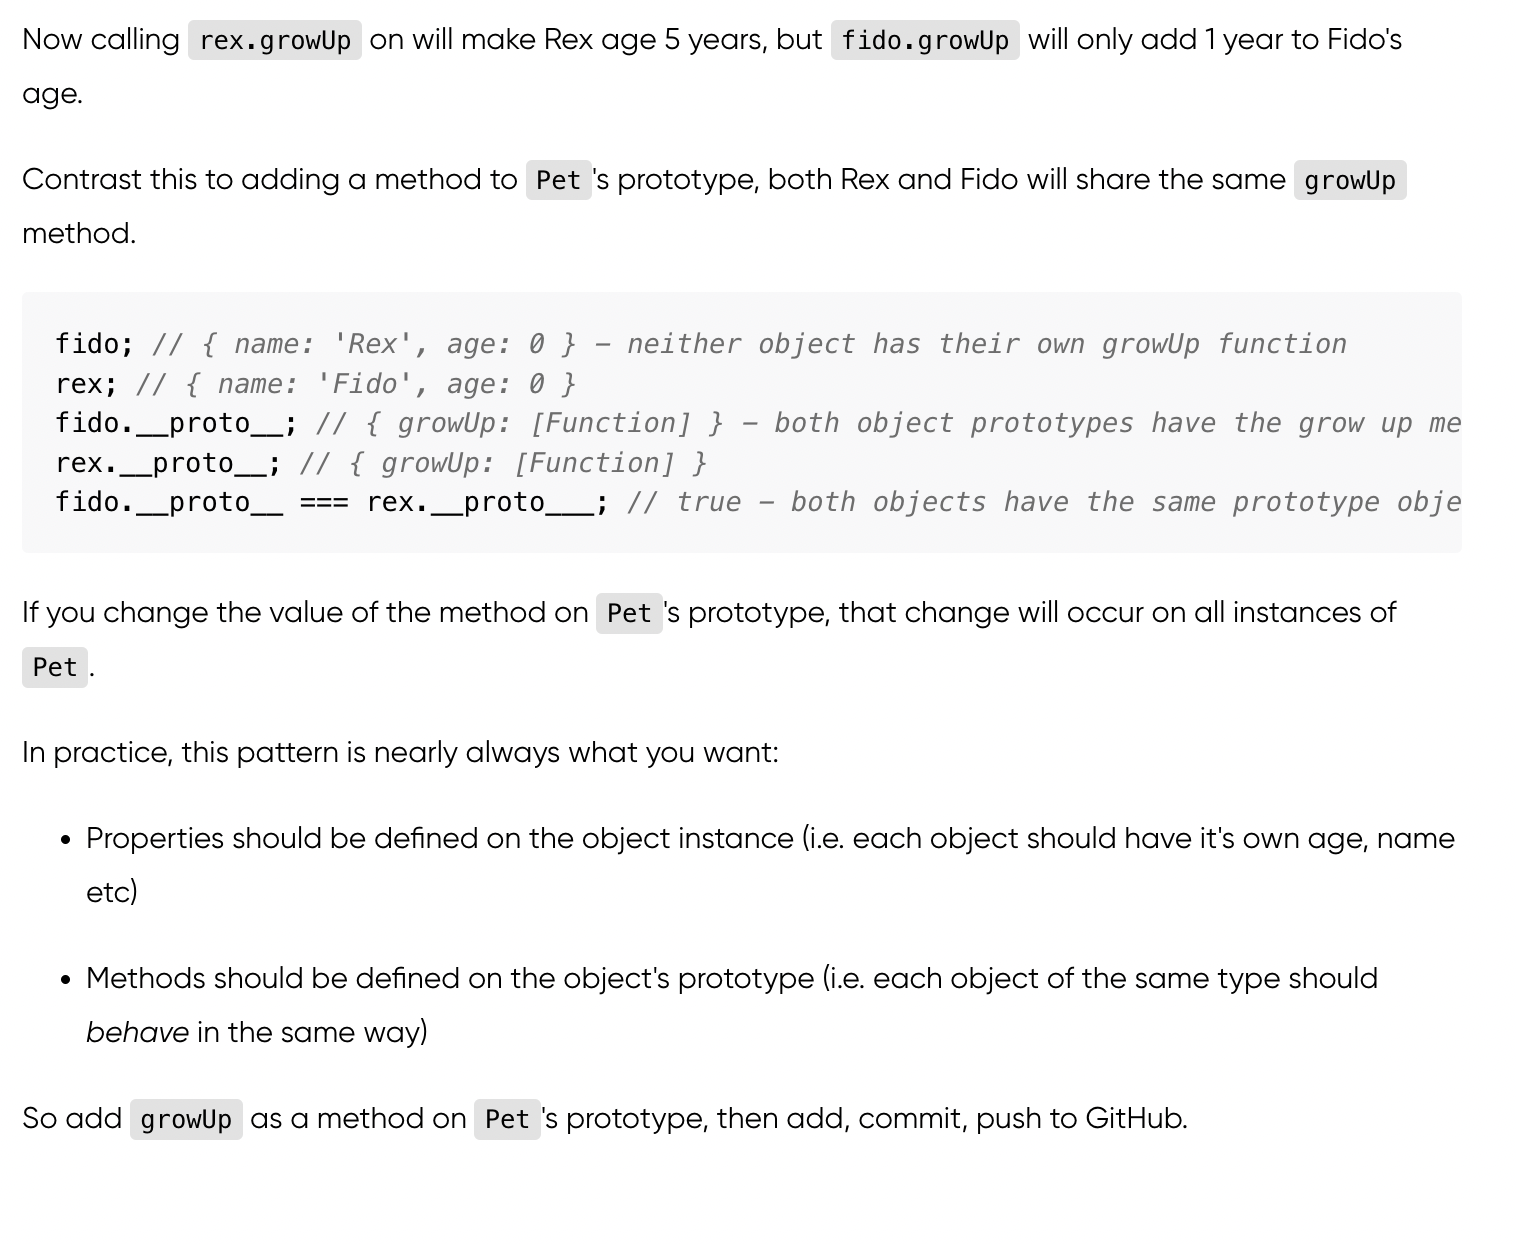 Now calling rex.growUp on will make Rex age 5 years, but fido.growUp will only add 1 year to Fido's
age.
Contrast this to adding a method to Pet's prototype, both Rex and Fido will share the same growUp
method.
fido; // { name: 'Rex', age: 0 } – neither object has their own growUp function
rex; // { name: 'Fido', age: 0 }
fido.__proto__; // { growUp: [Function] } – both object prototypes have the grow up me
rex.__proto__; // { growUp: [Function] }
fido.__proto__ === rex.__proto___; // true – both objects have the same prototype obje
If you change the value of the method on Pet's prototype, that change will occur on all instances of
Pet.
In practice, this pattern is nearly always what you want:
• Properties should be defined on the object instance (i.e. each object should have it's own age, name
etc)
• Methods should be defined on the object's prototype (i.e. each object of the same type should
behave in the same way)
So add growUp as a method on Pet's prototype, then add, commit, push to GitHub.